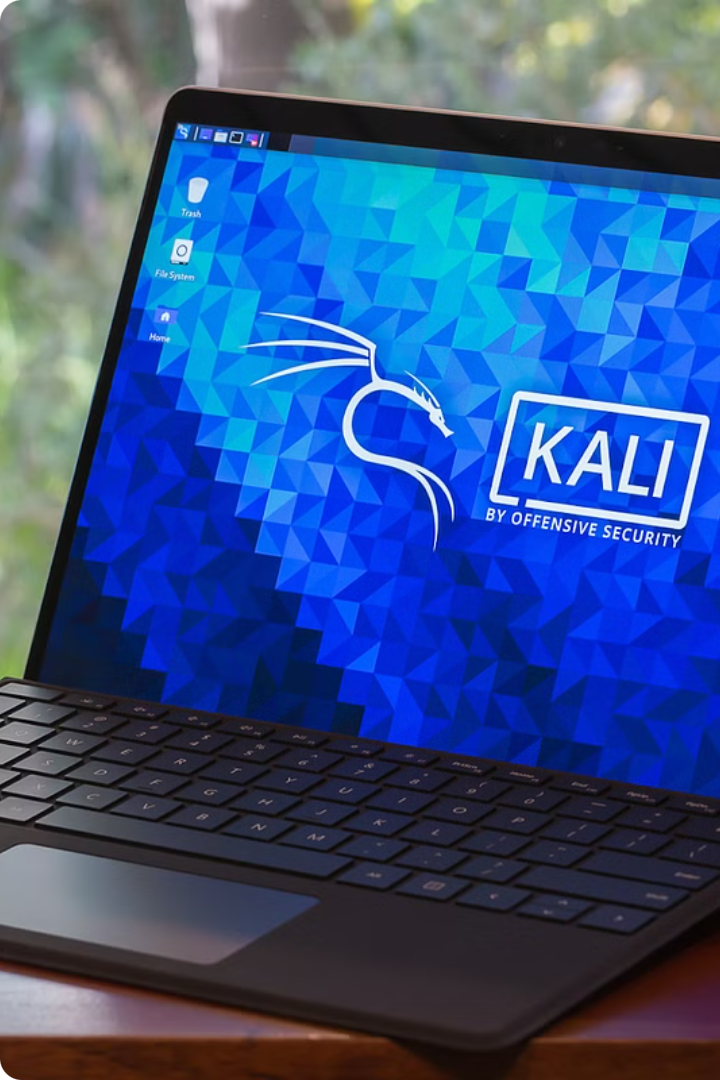 Trash
File System
Home
KALI
BY OFFENSIVE SECURITY
W E R T Y U I O P
S D F G H J K L
X C V B N M